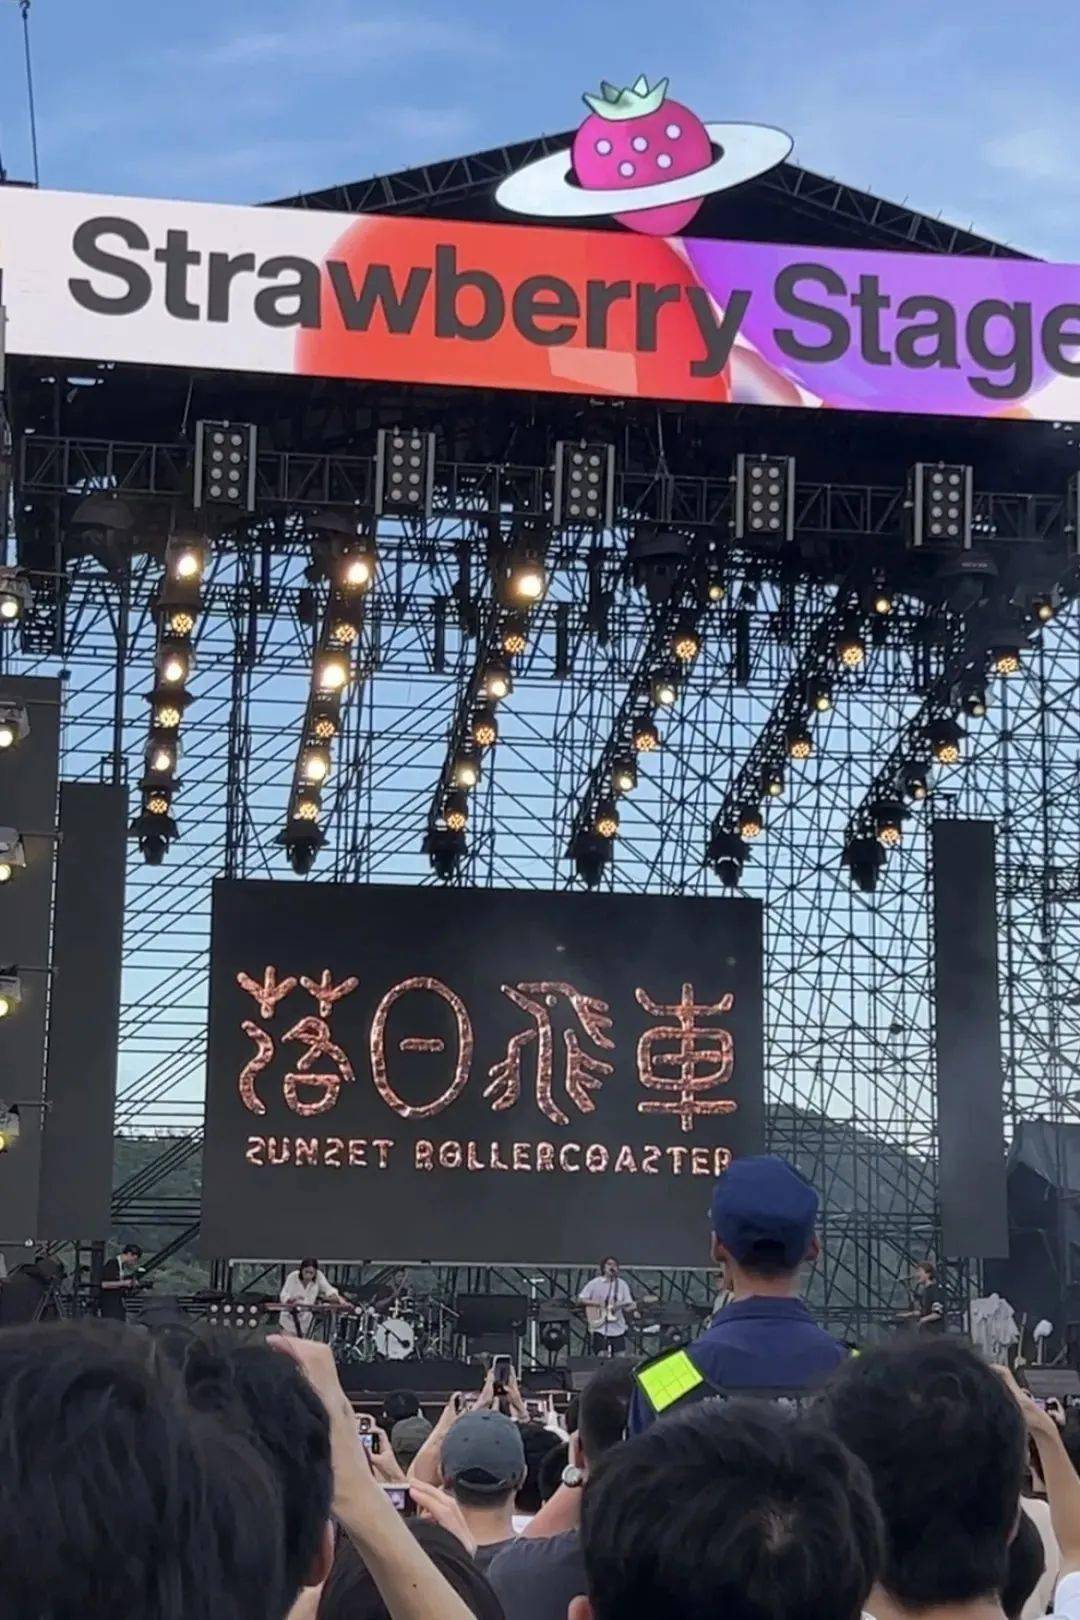 Strawberry Stage
落日飛車
SUNSET ROLLERCOASTER